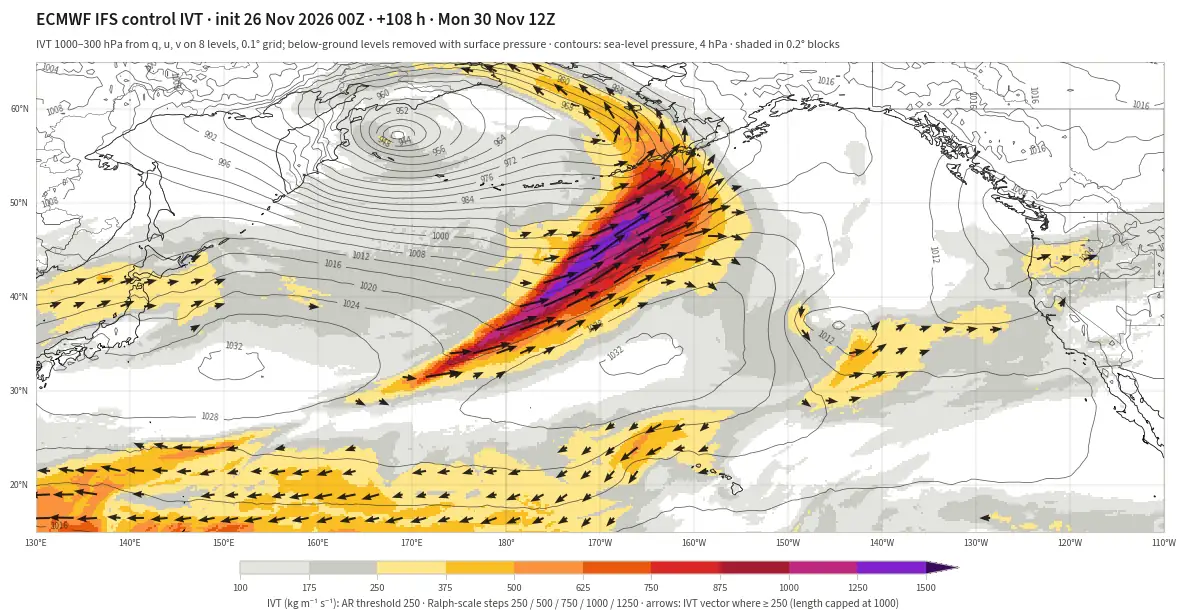 ECMWF IFS control IVT · init 26 Nov 2026 00Z · +108 h · Mon 30 Nov 12Z
IVT 1000–300 hPa from q, u, v on 8 levels, 0.1° grid; below-ground levels removed with surface pressure · contours: sea-level pressure, 4 hPa · shaded in 0.2° blocks
1004
960
980
988
1016
60°N
1008
952
968
1016
1016
1016
992
944
964
956
1016
996
972
976
50°N
1008
984
1000
1012
1008
1012
1016
1020
40°N
1024
1012
1032
1032
30°N
1028
20°N
1016
130°E
140°E
150°E
160°E
170°E
180°
170°W
160°W
150°W
140°W
130°W
120°W
110°W
100
175
250
375
500
625
750
875
1000
1250
1500
IVT (kg m⁻¹ s⁻¹): AR threshold 250 · Ralph-scale steps 250 / 500 / 750 / 1000 / 1250 · arrows: IVT vector where ≥ 250 (length capped at 1000)